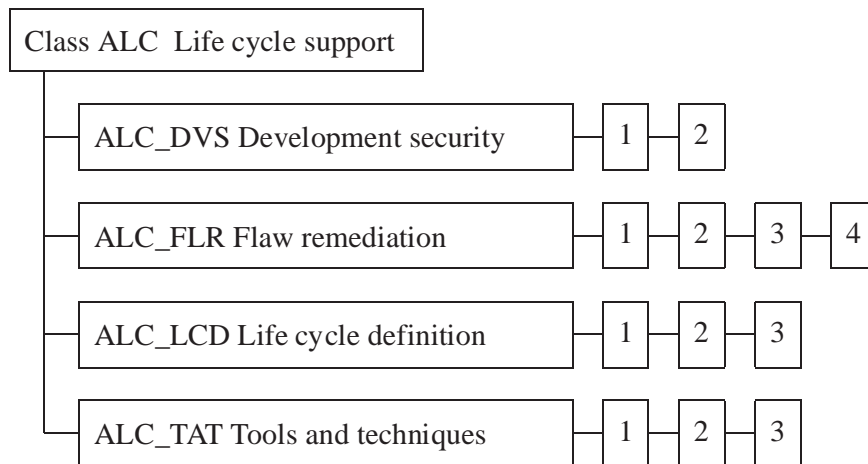 Class ALC  Life cycle support
ALC_DVS Development security 1 2
ALC_FLR Flaw remediation 1 2 3 4
ALC_LCD Life cycle definition 1 2 3
ALC_TAT Tools and techniques 1 2 3